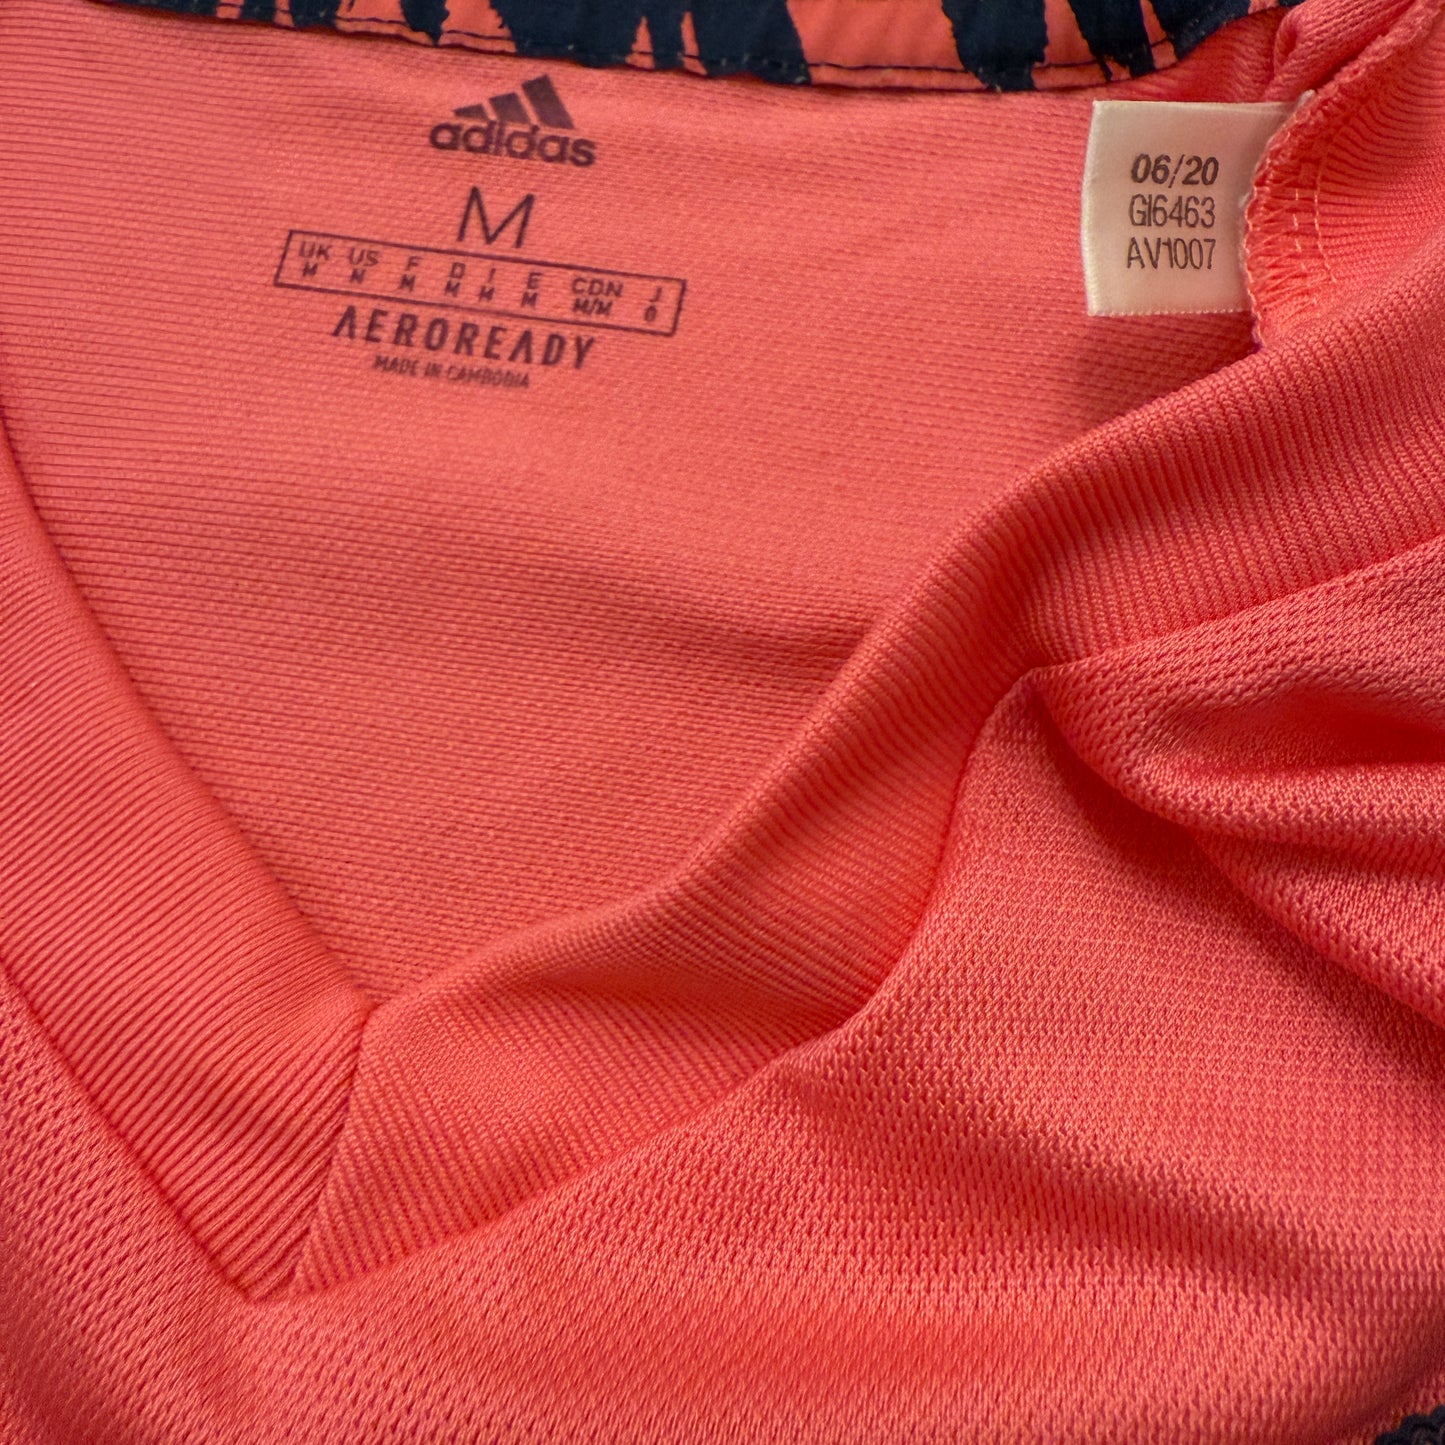 adidas
M
UK US F D I E CDN J
M M M M M M M/M O
AEROREADY
MADE IN CAMBODIA
06/20
GI6463
AV1007